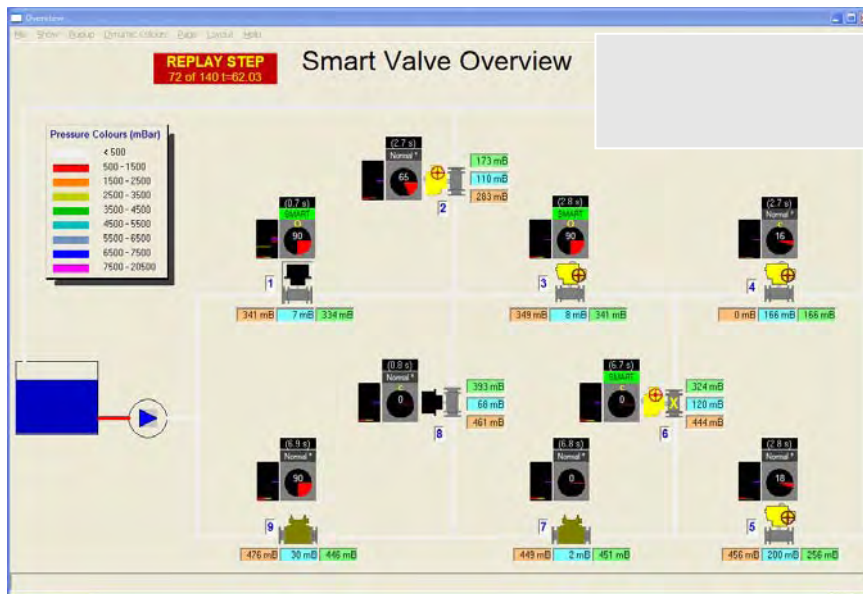 Overview
File Show Backup Dynamic Colours Page Layout Help
REPLAY STEP
72 of 140 t=62.03
Smart Valve Overview
Pressure Colours (mBar)
< 500
500 - 1500
1500 - 2500
2500 - 3500
3500 - 4500
4500 - 5500
5500 - 6500
6500 - 7500
7500 - 20500
(2.7 s)
Normal *
65
2
173 mB
110 mB
283 mB
(0.7 s)
SMART
O
90
1
341 mB 7 mB 334 mB
(2.8 s)
SMART
O
90
3
349 mB 8 mB 341 mB
(2.7 s)
Normal *
C
16
4
0 mB 166 mB 166 mB
(0.8 s)
Normal *
C
0
8
393 mB
68 mB
461 mB
(6.7 s)
SMART
C
0
X
6
324 mB
120 mB
444 mB
(6.9 s)
Normal *
90
9
476 mB 30 mB 446 mB
(6.8 s)
Normal *
0
7
449 mB 2 mB 451 mB
(2.8 s)
Normal *
18
5
456 mB 200 mB 256 mB